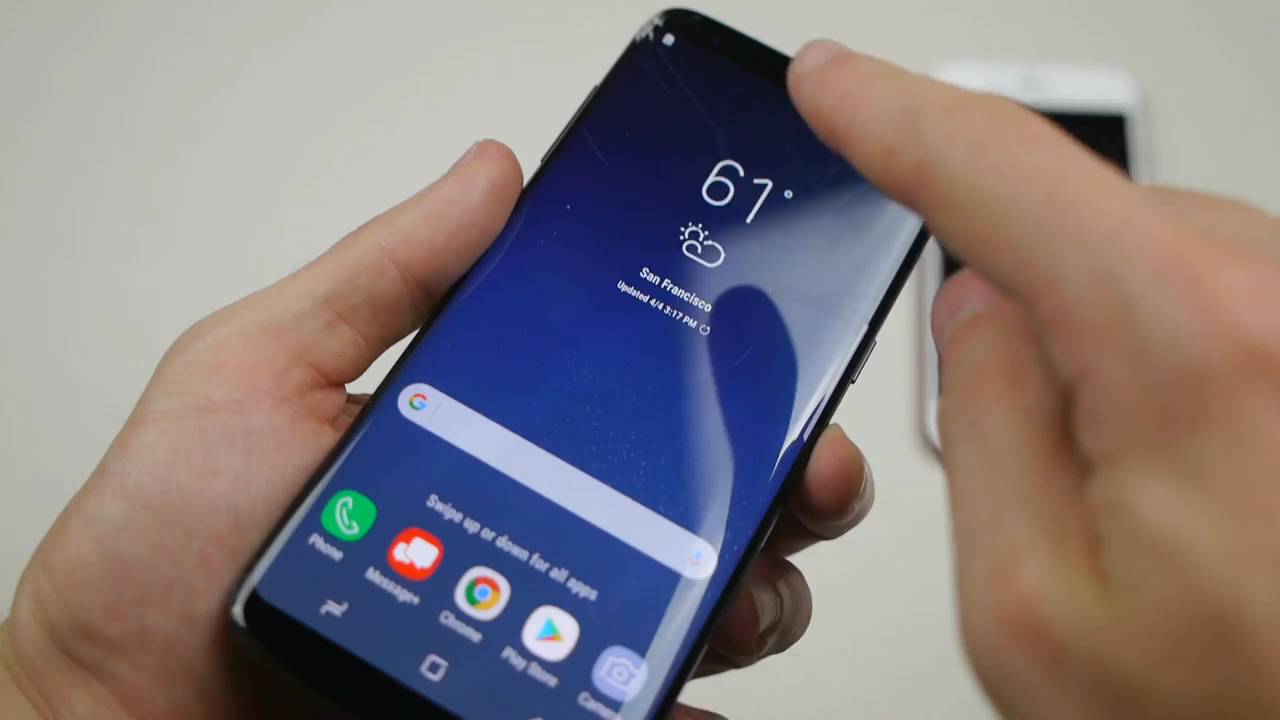 61°
San Francisco
Updated 4/4 3:17 PM
G
Swipe up or down for all apps
Phone
Message+
Chrome
Play Store
Camera